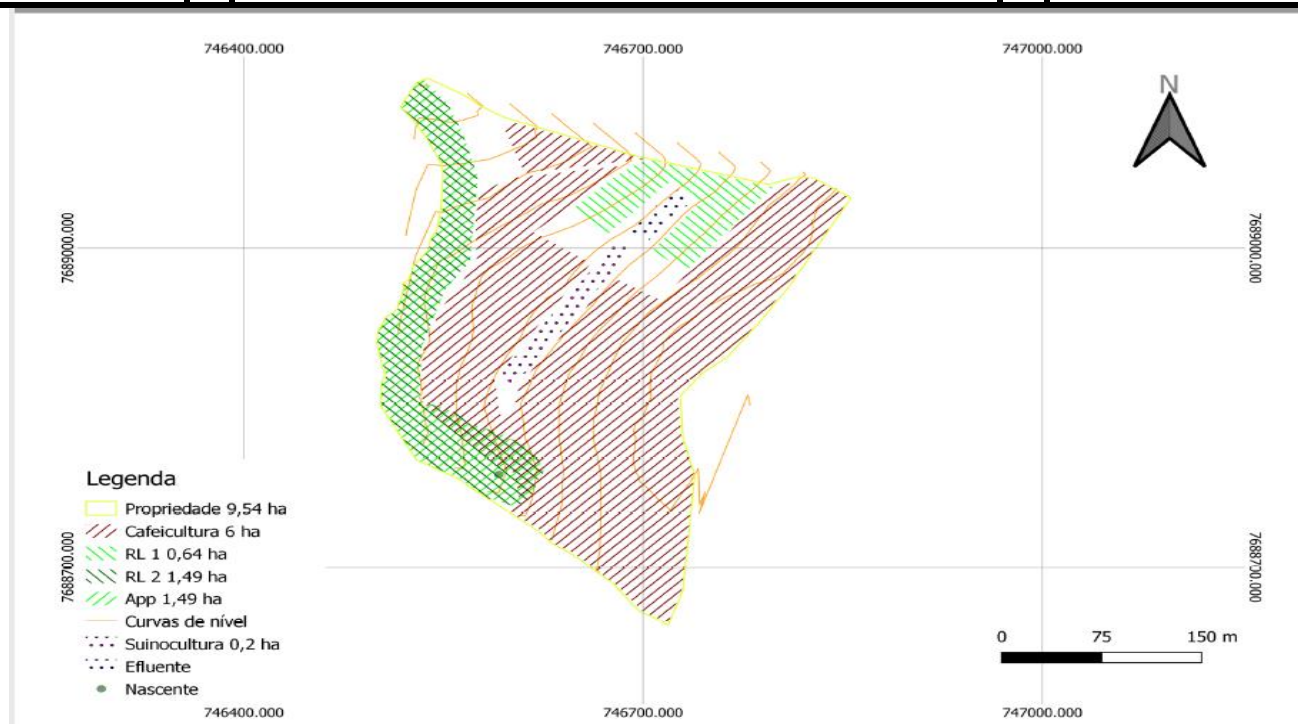 746400.000 746700.000 747000.000
N
7689000.000 7689000.000
Legenda
Propriedade 9,54 ha
Cafeicultura 6 ha
RL 1 0,64 ha
RL 2 1,49 ha
App 1,49 ha
Curvas de nível
Suinocultura 0,2 ha
Efluente
Nascente
7688700.000 7688700.000
0 75 150 m
746400.000 746700.000 747000.000